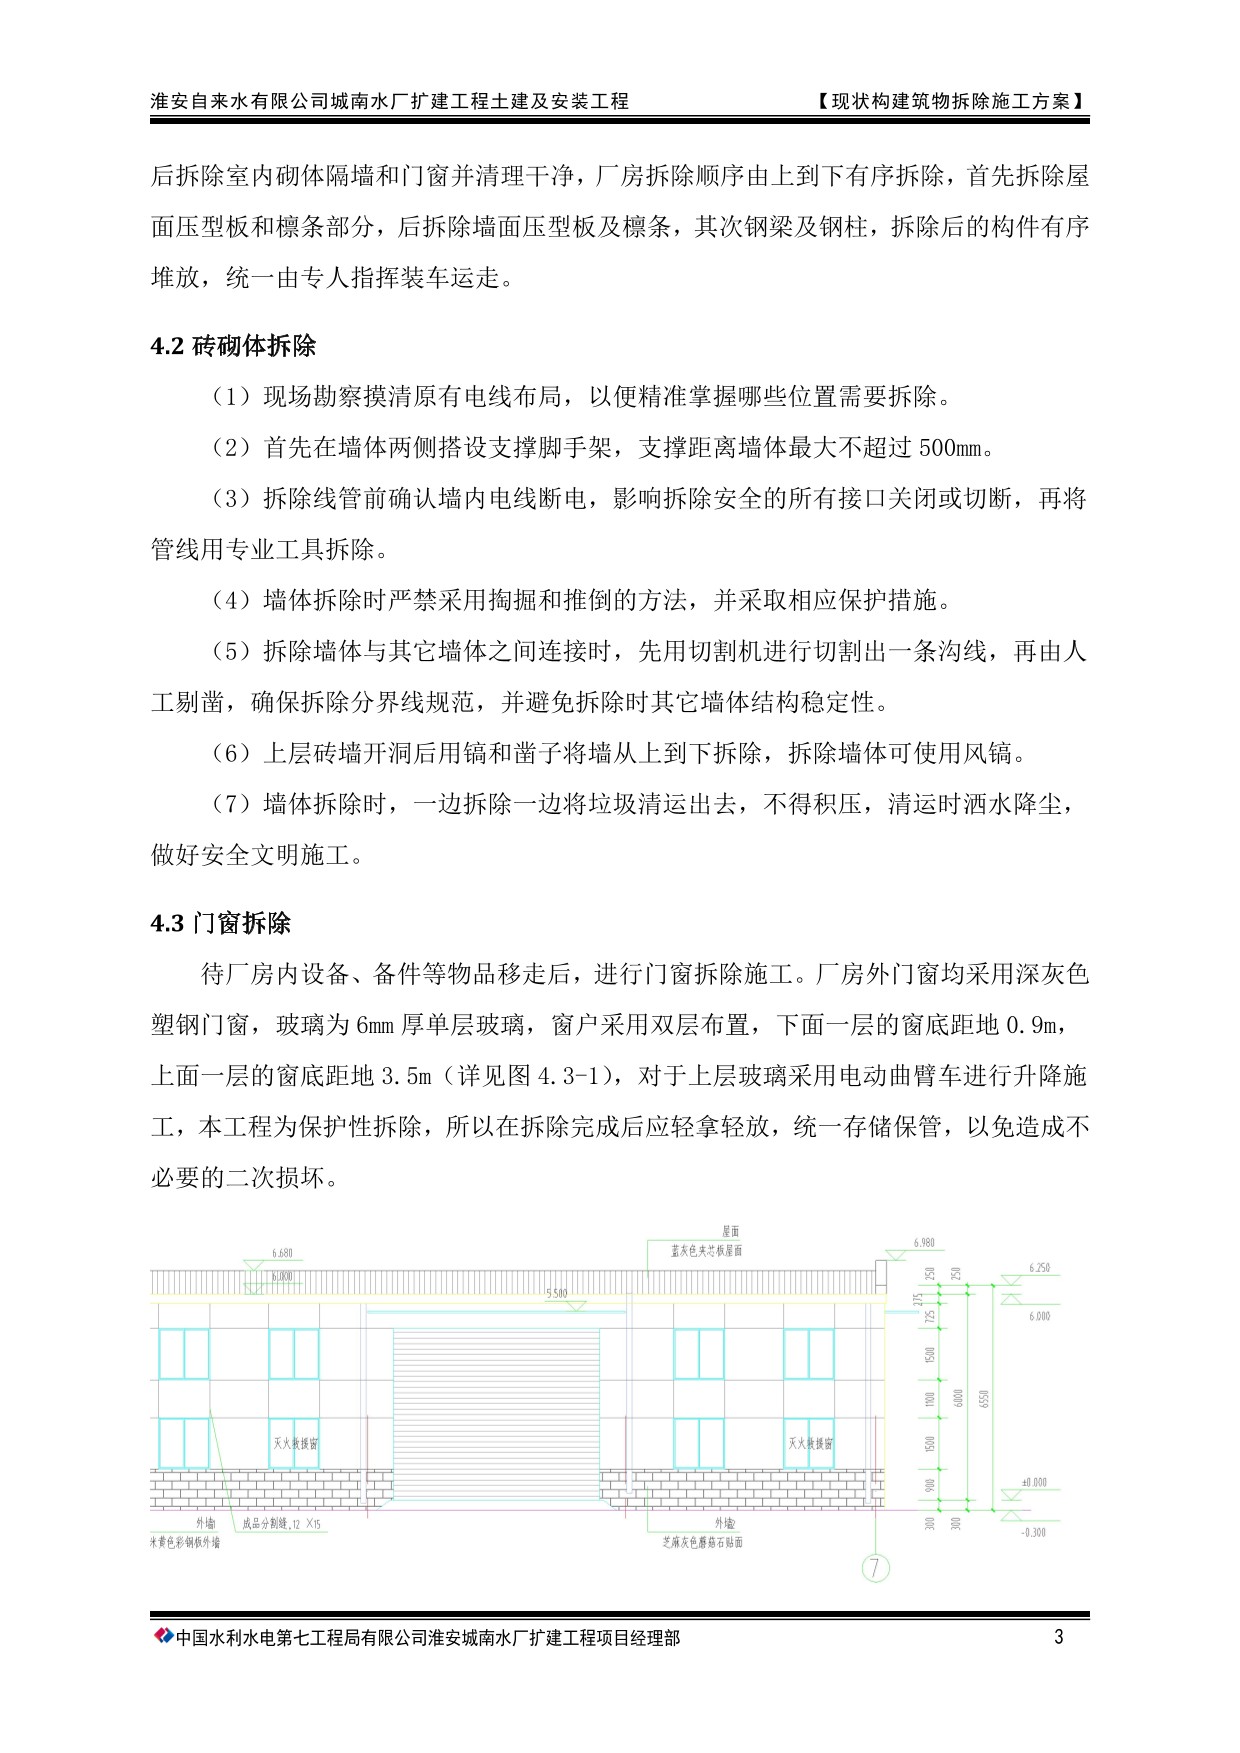 淮安自来水有限公司城南水厂扩建工程土建及安装工程 【现状构建筑物拆除施工方案】
后拆除室内砌体隔墙和门窗并清理干净，厂房拆除顺序由上到下有序拆除，首先拆除屋
面压型板和檩条部分，后拆除墙面压型板及檩条，其次钢梁及钢柱，拆除后的构件有序
堆放，统一由专人指挥装车运走。
4.2 砖砌体拆除
（1）现场勘察摸清原有电线布局，以便精准掌握哪些位置需要拆除。
（2）首先在墙体两侧搭设支撑脚手架，支撑距离墙体最大不超过 500mm。
（3）拆除线管前确认墙内电线断电，影响拆除安全的所有接口关闭或切断，再将
管线用专业工具拆除。
（4）墙体拆除时严禁采用掏掘和推倒的方法，并采取相应保护措施。
（5）拆除墙体与其它墙体之间连接时，先用切割机进行切割出一条沟线，再由人
工剔凿，确保拆除分界线规范，并避免拆除时其它墙体结构稳定性。
（6）上层砖墙开洞后用镐和凿子将墙从上到下拆除，拆除墙体可使用风镐。
（7）墙体拆除时，一边拆除一边将垃圾清运出去，不得积压，清运时洒水降尘，
做好安全文明施工。
4.3 门窗拆除
待厂房内设备、备件等物品移走后，进行门窗拆除施工。厂房外门窗均采用深灰色
塑钢门窗，玻璃为 6mm 厚单层玻璃，窗户采用双层布置，下面一层的窗底距地 0.9m，
上面一层的窗底距地 3.5m（详见图 4.3-1），对于上层玻璃采用电动曲臂车进行升降施
工，本工程为保护性拆除，所以在拆除完成后应轻拿轻放，统一存储保管，以免造成不
必要的二次损坏。
屋面
蓝灰色夹芯板屋面
6.980
6.680
6.000
5.500
6.250
6.000
250
250
275
725
1500
1100
1500
900
300
300
6000
6550
灭火救援窗
灭火救援窗
±0.000
-0.300
外墙
米黄色彩钢板外墙
成品分割缝,12 ×15
外墙
芝麻灰色蘑菇石贴面
7
中国水利水电第七工程局有限公司淮安城南水厂扩建工程项目经理部 3